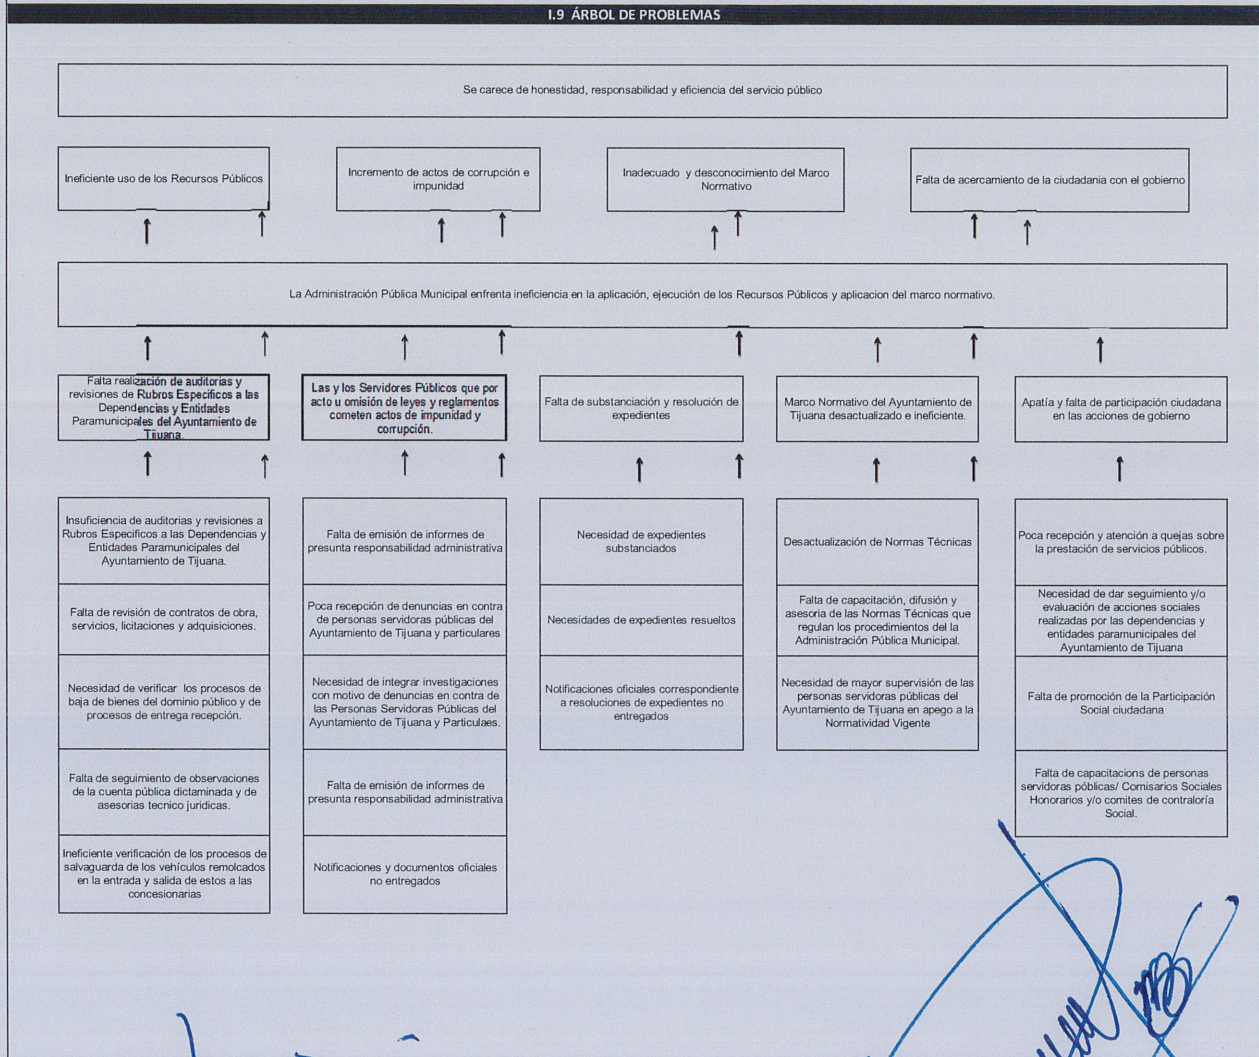 I.9 ÁRBOL DE PROBLEMAS
Se carece de honestidad, responsabilidad y eficiencia del servicio público
Ineficiente uso de los Recursos Públicos
Incremento de actos de corrupción e
impunidad
Inadecuado y desconocimiento del Marco
Normativo
Falta de acercamiento de la ciudadania con el gobierno
La Administración Pública Municipal enfrenta ineficiencia en la aplicación, ejecución de los Recursos Públicos y aplicacion del marco normativo.
Falta realización de auditorias y
revisiones de Rubros Especificos a las
Dependencias y Entidades
Paramunicipales del Ayuntamiento de
Tijuana.
Las y los Servidores Públicos que por
acto u omisión de leyes y reglamentos
cometen actos de impunidad y
corrupción.
Falta de substanciación y resolución de
expedientes
Marco Normativo del Ayuntamiento de
Tijuana desactualizado e ineficiente.
Apatía y falta de participación ciudadana
en las acciones de gobierno
Insuficiencia de auditorias y revisiones a
Rubros Especificos a las Dependencias y
Entidades Paramunicipales del
Ayuntamiento de Tijuana.
Falta de revisión de contratos de obra,
servicios, licitaciones y adquisiciones.
Necesidad de verificar los procesos de
baja de bienes del dominio público y de
procesos de entrega recepción.
Falta de seguimiento de observaciones
de la cuenta pública dictaminada y de
asesorias tecnico juridicas.
Ineficiente verificación de los procesos de
salvaguarda de los vehículos remolcados
en la entrada y salida de estos a las
concesionarias
Falta de emisión de informes de
presunta responsabilidad administrativa
Poca recepción de denuncias en contra
de personas servidoras públicas del
Ayuntamiento de Tijuana y particulares
Necesidad de integrar investigaciones
con motivo de denuncias en contra de
las Personas Servidoras Públicas del
Ayuntamiento de Tijuana y Particulaes.
Falta de emisión de informes de
presunta responsabilidad administrativa
Notificaciones y documentos oficiales
no entregados
Necesidad de expedientes
substanciados
Necesidades de expedientes resueltos
Notificaciones oficiales correspondiente
a resoluciones de expedientes no
entregados
Desactualización de Normas Técnicas
Falta de capacitación, difusión y
asesoria de las Normas Técnicas que
regulan los procedimientos del la
Administración Pública Municipal.
Necesidad de mayor supervisión de las
personas servidoras públicas del
Ayuntamiento de Tijuana en apego a la
Normatividad Vigente
Poca recepción y atención a quejas sobre
la prestación de servicios públicos.
Necesidad de dar seguimiento y/o
evaluación de acciones sociales
realizadas por las dependencias y
entidades paramunicipales del
Ayuntamiento de Tijuana
Falta de promoción de la Participación
Social ciudadana
Falta de capacitacions de personas
servidoras póblicas/ Comisarios Sociales
Honorarios y/o comites de contraloría
Social.